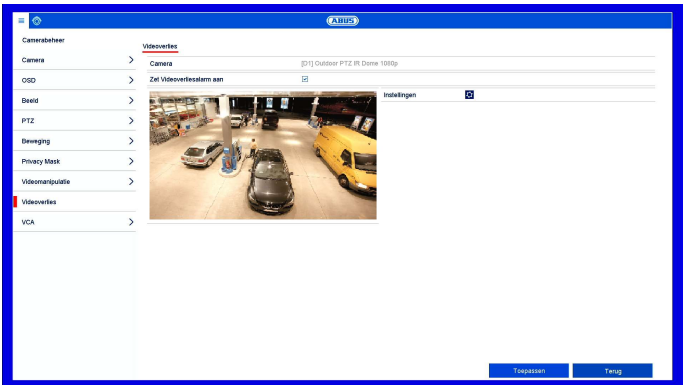 ABUS
Camerabeheer
Videoverlies
Camera
[D1] Outdoor PTZ IR Dome 1080p
Camera
OSD
Zet Videoverliesalarm aan
Beeld
Instellingen
PTZ
Beweging
Privacy Mask
Videomanipulatie
Videoverlies
VCA
Toepassen
Terug